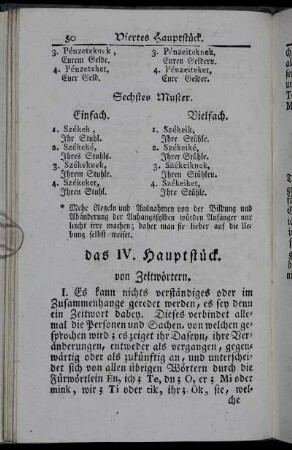 50 Viertes Hauptstück.
3. Pénzeteknek, 3. Pénzeiteknek,
Eurem Gelde. Euren Geldern.
4. Pénzeteket, 4. Pénzeiteket,
Euer Geld. Eure Gelder.
Sechstes Muster.
Einfach. Vielfach.
1. Székek, 1. Székeik,
Ihr Stuhl. Ihre Stühle.
2. Székeké, 2. Székeiké,
Ihres Stuhls. Ihrer Stühle.
3. Székeknek, 3. Székeiknek,
Ihrem Stuhle. Ihren Stühlen.
4. Székeket, 4. Székeiket,
Ihren Stuhl. Ihre Stühle.
* Mehr Regeln und Ausnahmen von der Bildung und
Abänderung der Anhangssylben würden Anfänger nur
leicht irre machen; daher man sie lieber auf die Ue-
bung selbst weiset.
das IV. Hauptstück.
von Zeitwörtern.
I. Es kann nichts verständiges oder im
Zusammenhange geredet werden, es sey denn
ein Zeitwort dabey. Dieses verbindet alle-
mal die Personen und Sachen, von welchen ge-
sprochen wird; es zeiget ihr Daseyn, ihre Ver-
änderungen, entweder als vergangen, gegen-
wärtig oder als zukünftig an, und unterschei-
det sich von allen übrigen Wörtern durch die
Fürwörtlein Én, ich; Te, du; Ö, er; Mi oder
mink, wir; Ti oder tik, ihr; Ök, sie, wel-
che